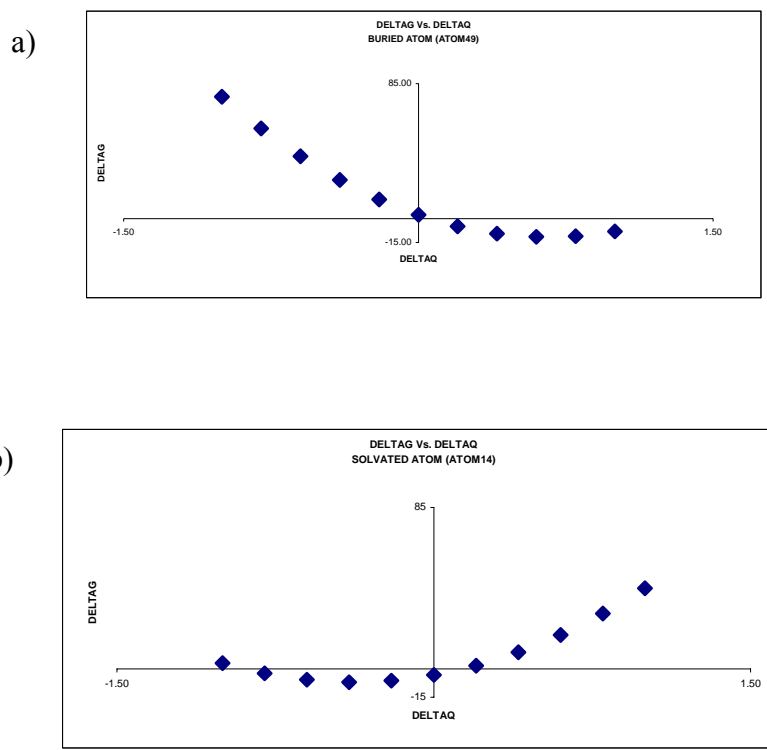 a)
DELTAG Vs. DELTAQ
BURIED ATOM (ATOM49)
85.00
DELTAG
-1.50
1.50
-15.00
DELTAQ
)
DELTAG Vs. DELTAQ
SOLVATED ATOM (ATOM14)
85
DELTAG
-1.50
1.50
-15
DELTAQ